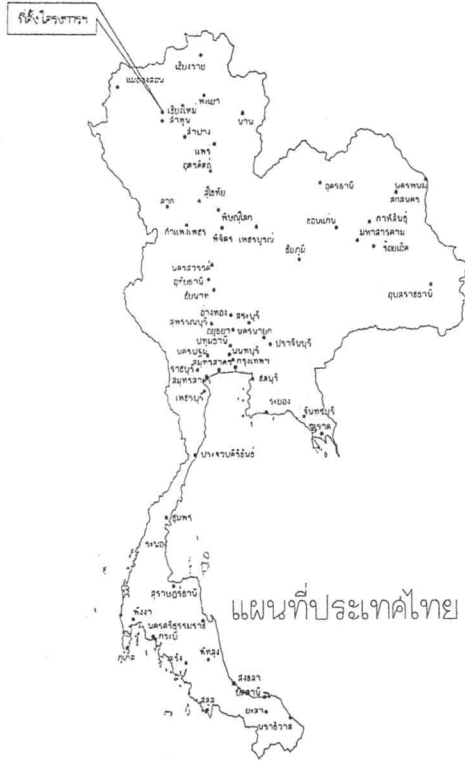 ที่ตั้งโครงการฯ
เชียงราย
แม่ฮ่องสอน
พะเยา
เชียงใหม่
น่าน
ลำพูน
ลำปาง
แพร่
อุตรดิตถ์
อุดรธานี
นครพนม
สกลนคร
สุโขทัย
ตาก
พิษณุโลก
กาฬสินธุ์
ขอนแก่น
กำแพงเพชร
พิจิตร
เพชรบูรณ์
มหาสารคาม
ร้อยเอ็ด
ชัยภูมิ
นครสวรรค์
อุทัยธานี
ชัยนาท
อุบลราชธานี
อ่างทอง
สระบุรี
สุพรรณบุรี
อยุธยา
นครนายก
ปทุมธานี
ปราจีนบุรี
นครปฐม
นนทบุรี
สมุทรสาคร
กรุงเทพฯ
ราชบุรี
ชลบุรี
เพชรบุรี
ระยอง
จันทบุรี
ตราด
ประจวบคีรีขันธ์
ชุมพร
ระนอง
สุราษฎร์ธานี
แผนที่ประเทศไทย
พังงา
นครศรีธรรมราช
กระบี่
ภูเก็ต
ตรัง
พัทลุง
สงขลา
ปัตตานี
สตูล
ยะลา
นราธิวาส